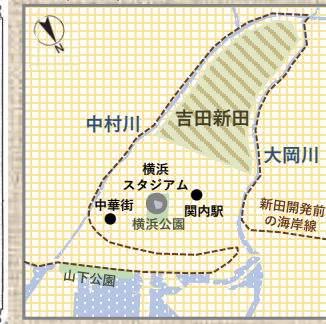 N
中村川
吉田新田
大岡川
横浜
スタジアム
中華街
関内駅
横浜公園
新田開発前
の海岸線
山下公園